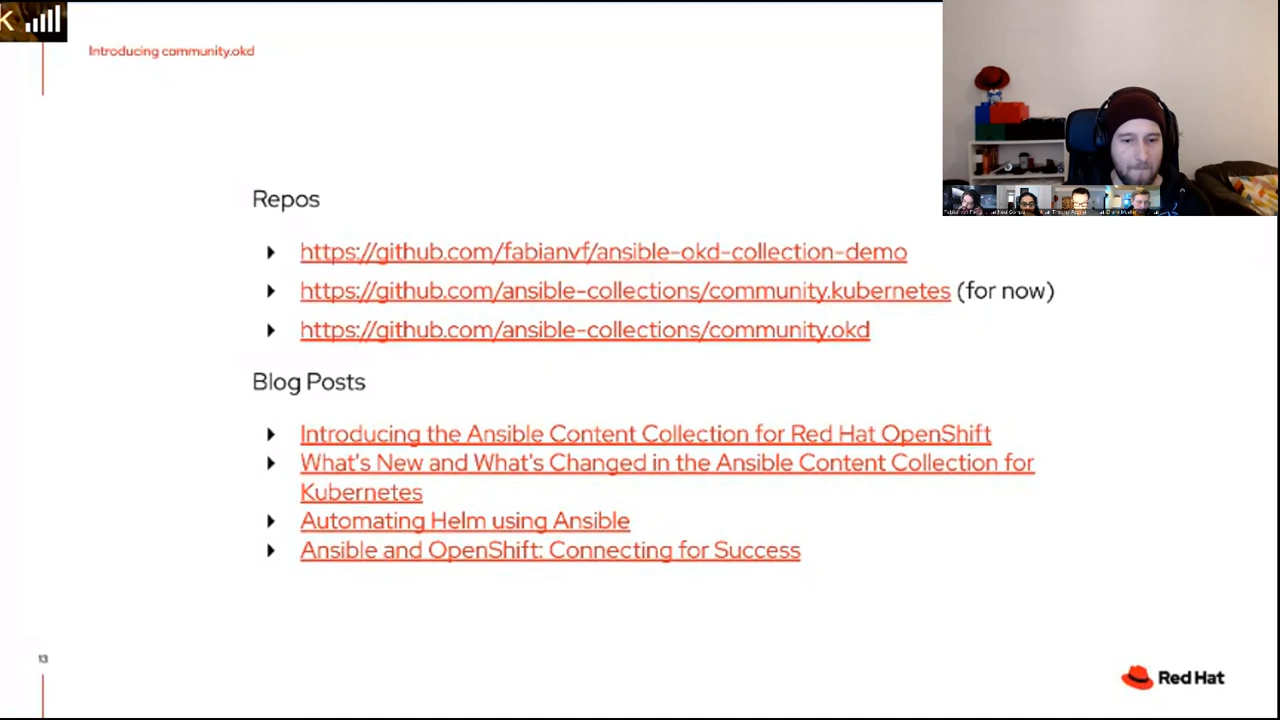 K
Introducing community.okd
Repos
https://github.com/fabianvf/ansible-okd-collection-demo
https://github.com/ansible-collections/community.kubernetes (for now)
https://github.com/ansible-collections/community.okd
Blog Posts
Introducing the Ansible Content Collection for Red Hat OpenShift
What's New and What's Changed in the Ansible Content Collection for
Kubernetes
Automating Helm using Ansible
Ansible and OpenShift: Connecting for Success
13
Red Hat